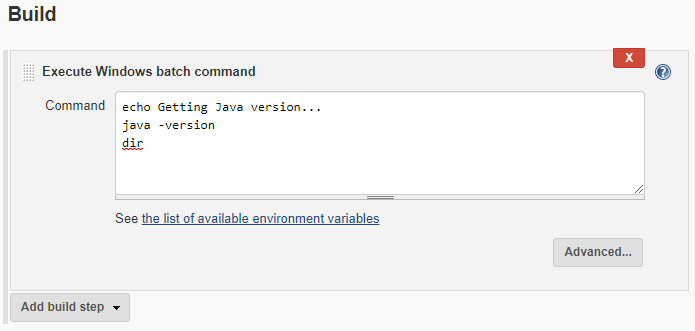 Build
X
Execute Windows batch command
?
Command
echo Getting Java version...
java -version
dir
See the list of available environment variables
Advanced...
Add build step